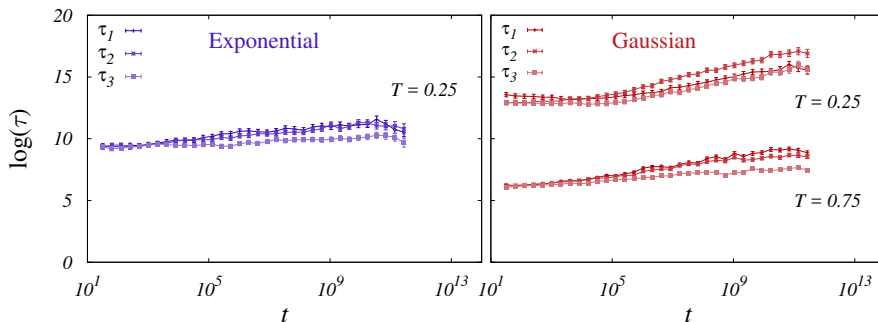 log(τ)
20
15
10
5
0
τ1
τ2
τ3
Exponential
T = 0.25
10^1
10^5
10^9
10^13
t
τ1
τ2
τ3
Gaussian
T = 0.25
T = 0.75
10^1
10^5
10^9
10^13
t